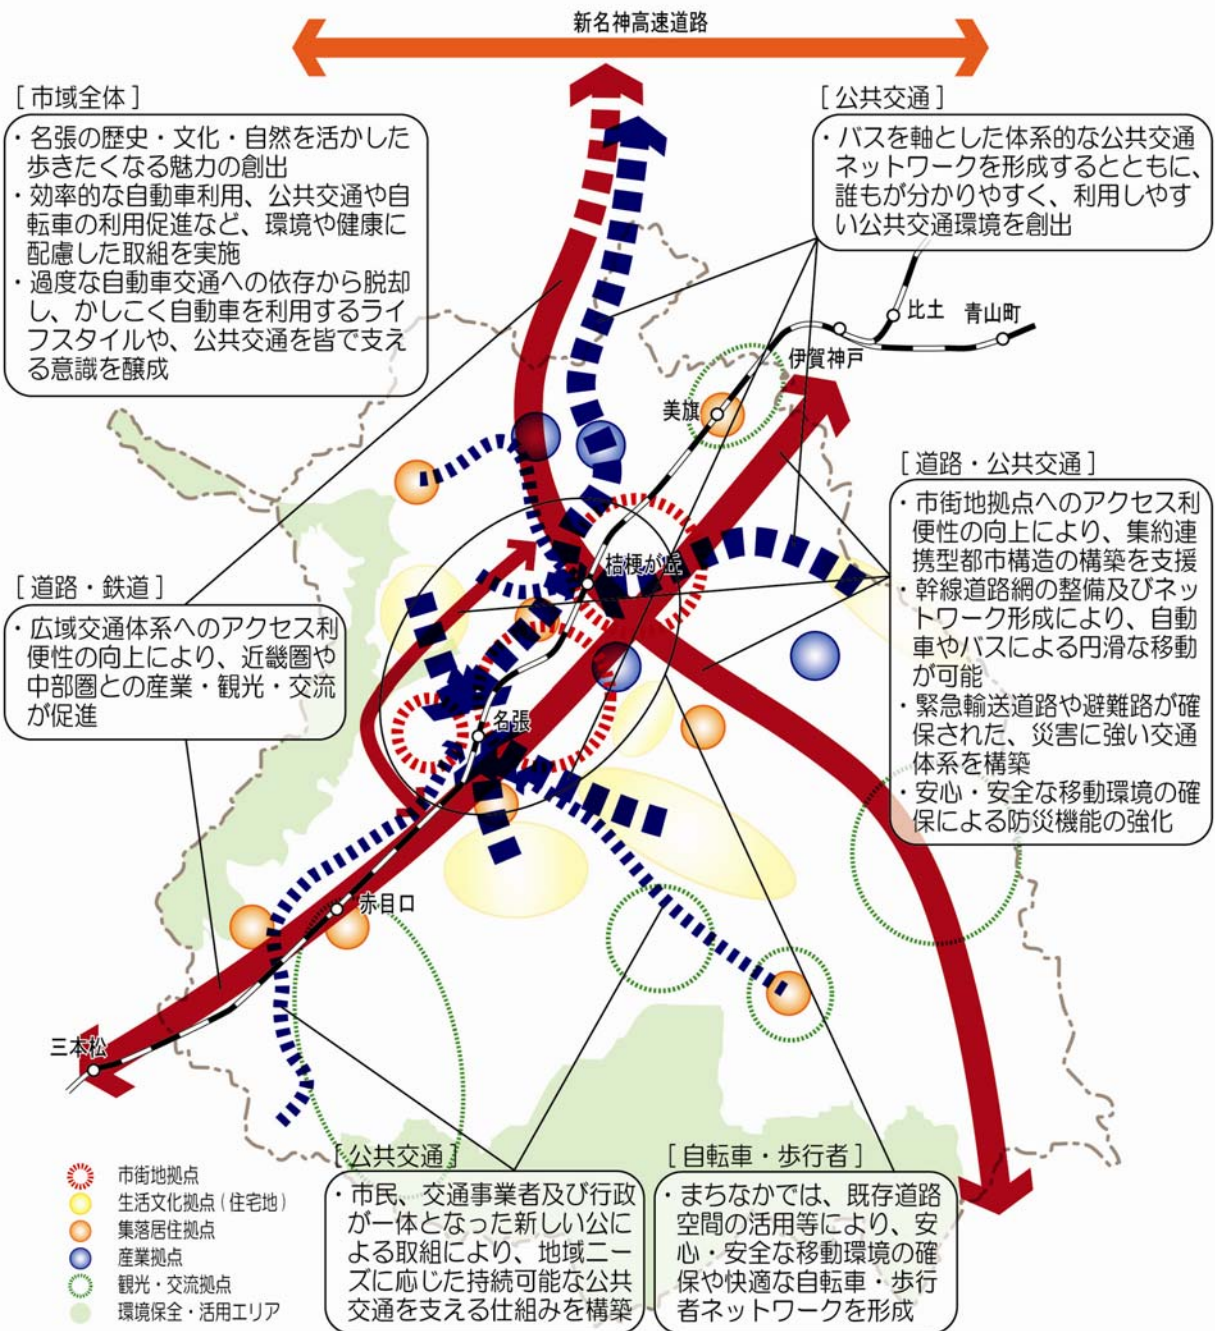 新名神高速道路
[ 市域全体 ]
・名張の歴史・文化・自然を活かした
歩きたくなる魅力の創出
・効率的な自動車利用、公共交通や自
転車の利用促進など、環境や健康に
配慮した取組を実施
・過度な自動車交通への依存から脱却
し、かしこく自動車を利用するライ
フスタイルや、公共交通を皆で支え
る意識を醸成
[ 公共交通 ]
・バスを軸とした体系的な公共交通
ネットワークを形成するとともに、
誰もが分かりやすく、利用しやす
い公共交通環境を創出
比土
青山町
伊賀神戸
美旗
[ 道路・公共交通 ]
・市街地拠点へのアクセス利
便性の向上により、集約連
携型都市構造の構築を支援
・幹線道路網の整備及びネッ
トワーク形成により、自動
車やバスによる円滑な移動
が可能
・緊急輸送道路や避難路が確
保された、災害に強い交通
体系を構築
・安心・安全な移動環境の確
保による防災機能の強化
桔梗が丘
[ 道路・鉄道 ]
・広域交通体系へのアクセス利
便性の向上により、近畿圏や
中部圏との産業・観光・交流
が促進
名張
赤目口
三本松
市街地拠点
生活文化拠点 ( 住宅地 )
集落居住拠点
産業拠点
観光・交流拠点
環境保全・活用エリア
[ 公共交通 ]
・市民、交通事業者及び行政
が一体となった新しい公に
よる取組により、地域ニー
ズに応じた持続可能な公共
交通を支える仕組みを構築
[ 自転車・歩行者 ]
・まちなかでは、既存道路
空間の活用等により、安
心・安全な移動環境の確
保や快適な自転車・歩行
者ネットワークを形成